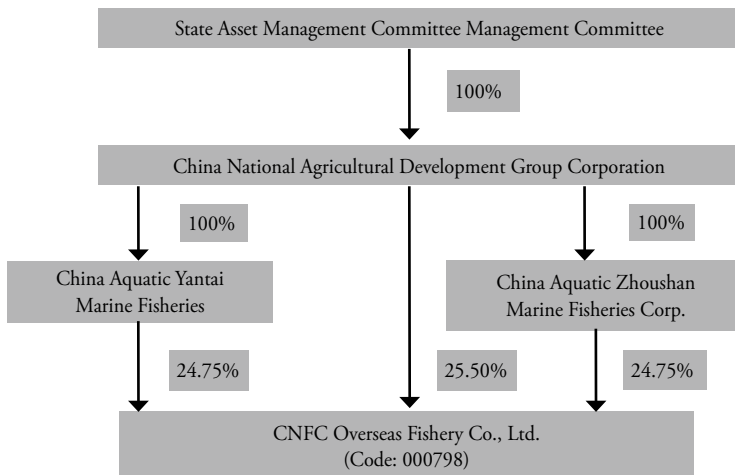 State Asset Management Committee Management Committee
100%
China National Agricultural Development Group Corporation
100%
100%
China Aquatic Yantai
Marine Fisheries
China Aquatic Zhoushan
Marine Fisheries Corp.
24.75%
25.50%
24.75%
CNFC Overseas Fishery Co., Ltd.
(Code: 000798)